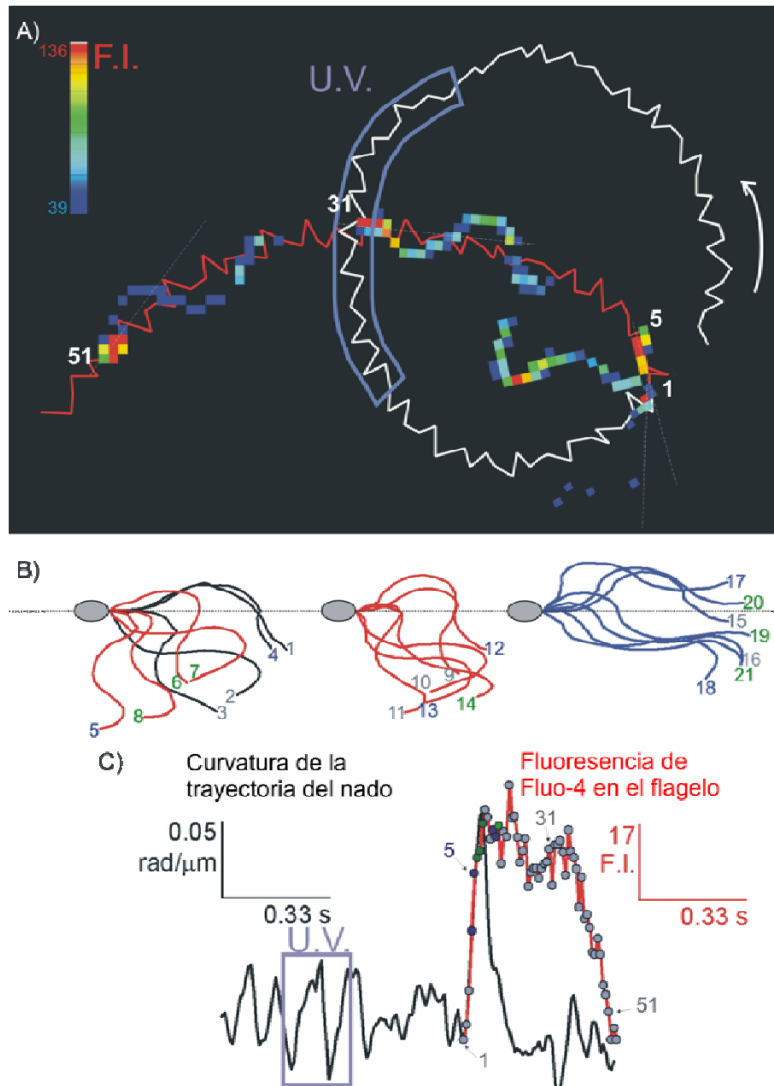 A)
136
F.I.
U.V.
39
31
5
51
1
B)
17
20
15
19
16
21
18
4
1
6
7
2
3
5
8
12
10
9
11
13
14
C)
Curvatura de la
trayectoria del nado
Fluoresencia de
Fluo-4 en el flagelo
0.05
rad/μm
0.33 s
U.V.
5
31
17
F.I.
0.33 s
51
1